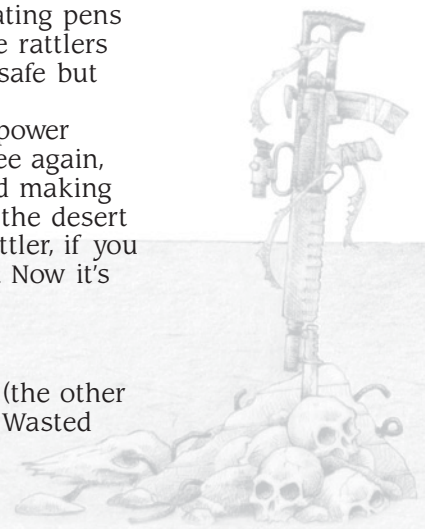 ating pens
e rattlers
safe but
power
ee again,
d making
the desert
ttler, if you
. Now it's
(the other
Wasted